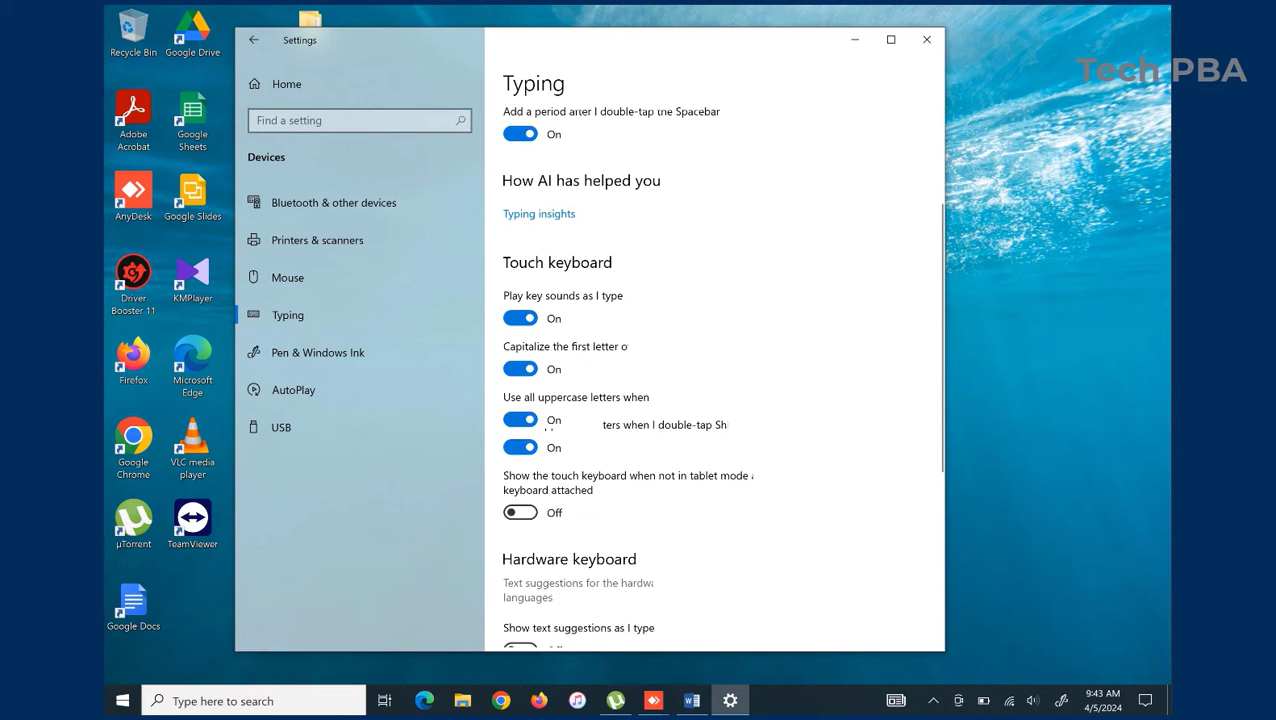 Recycle Bin
Google Drive
Adobe
Acrobat
Google
Sheets
AnyDesk
Google Slides
Driver
Booster 11
KMPlayer
Firefox
Microsoft
Edge
Google
Chrome
VLC media
player
µTorrent
TeamViewer
Google Docs
Settings
Home
Find a setting
Devices
Bluetooth & other devices
Printers & scanners
Mouse
Typing
Pen & Windows Ink
AutoPlay
USB
Typing
Add a period after I double-tap the Spacebar
On
How AI has helped you
Typing insights
Touch keyboard
Play key sounds as I type
On
Capitalize the first letter o
On
Use all uppercase letters when
On
ters when I double-tap Sh
On
Show the touch keyboard when not in tablet mode
keyboard attached
Off
Hardware keyboard
Text suggestions for the hardw
languages
Show text suggestions as I type
Tech PBA
Type here to search
9:43 AM
4/5/2024